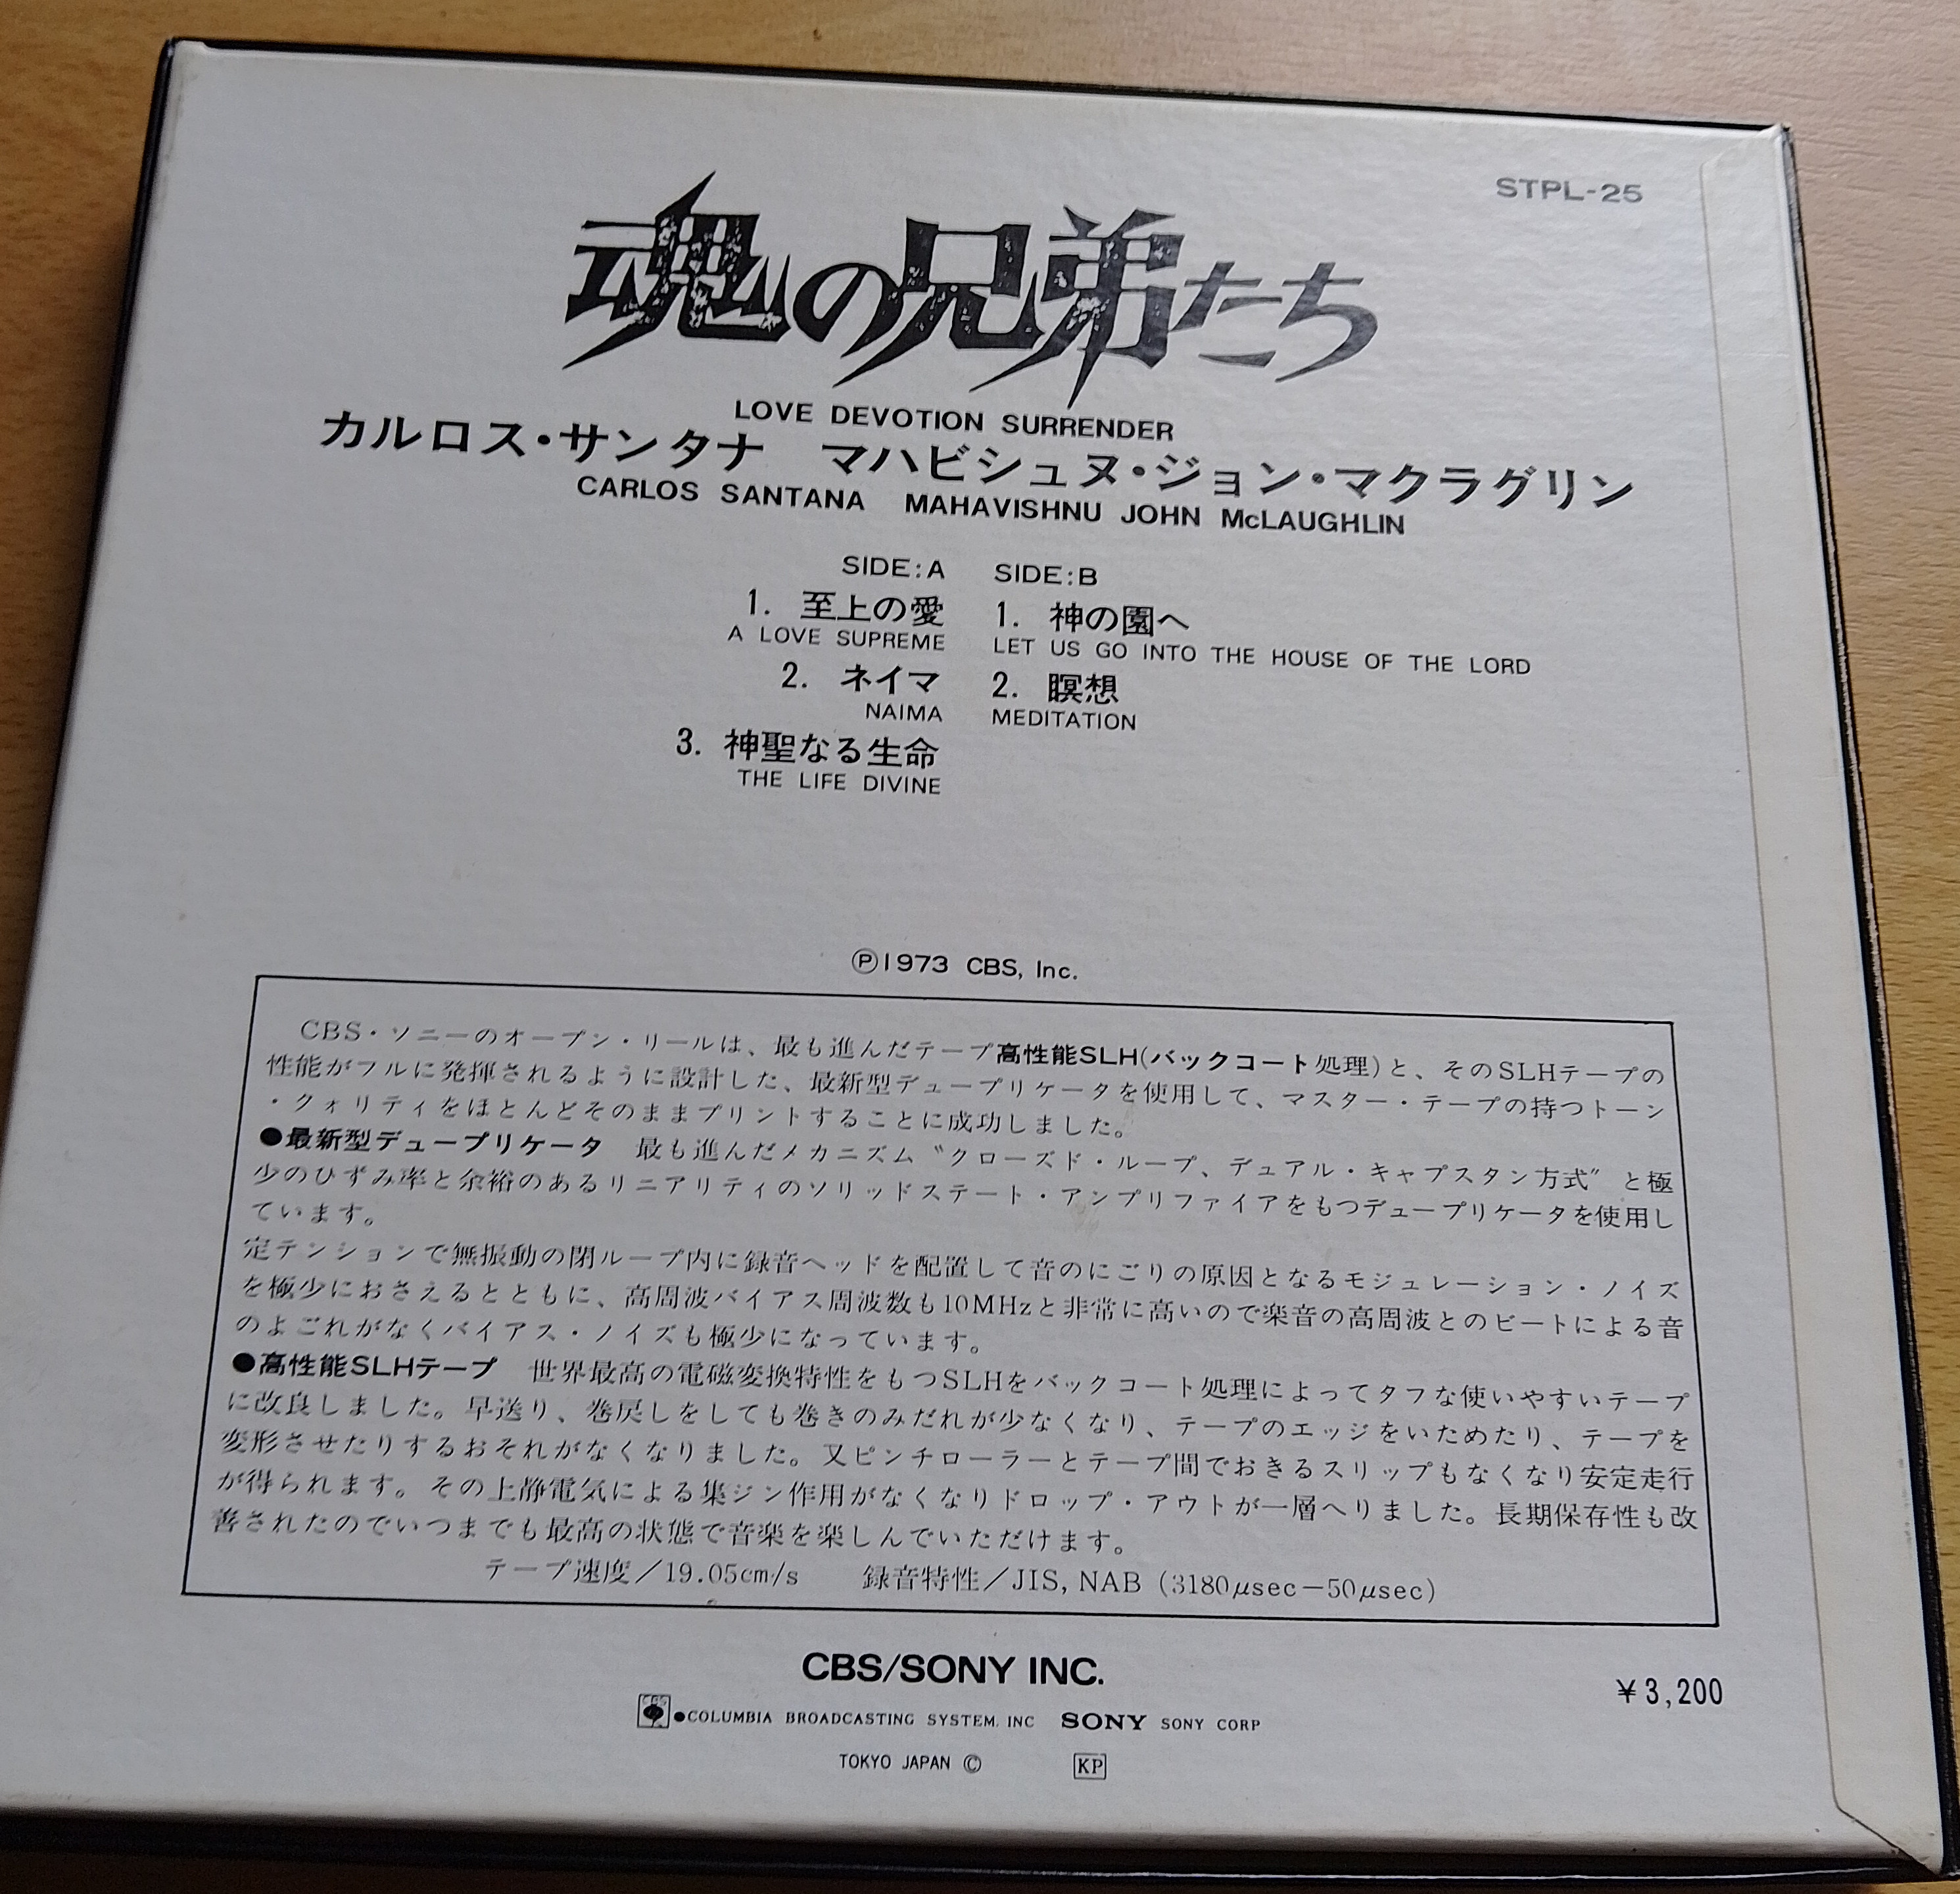 STPL-25
魂の兄弟たち
LOVE DEVOTION SURRENDER
カルロス・サンタナ　マハビシュヌ・ジョン・マクラグリン
CARLOS SANTANA　MAHAVISHNU JOHN McLAUGHLIN
SIDE:A
1. 至上の愛
A LOVE SUPREME
2. ネイマ
NAIMA
3. 神聖なる生命
THE LIFE DIVINE
SIDE:B
1. 神の園へ
LET US GO INTO THE HOUSE OF THE LORD
2. 瞑想
MEDITATION
Ⓟ1973 CBS, Inc.
CBS・ソニーのオープン・リールは、最も進んだテープ高性能SLH(バックコート処理)と、そのSLHテープの
性能がフルに発揮されるように設計した、最新型デュープリケータを使用して、マスター・テープの持つトーン
・クォリティをほとんどそのままプリントすることに成功しました。
●最新型デュープリケータ　最も進んだメカニズム〝クローズド・ループ、デュアル・キャプスタン方式〞と極
少のひずみ率と余裕のあるリニアリティのソリッドステート・アンプリファイアをもつデュープリケータを使用し
ています。
定テンションで無振動の閉ループ内に録音ヘッドを配置して音のにごりの原因となるモジュレーション・ノイズ
を極少におさえるとともに、高周波バイアス周波数も10MHzと非常に高いので楽音の高周波とのビートによる音
のよごれがなくバイアス・ノイズも極少になっています。
●高性能SLHテープ　世界最高の電磁変換特性をもつSLHをバックコート処理によってタフな使いやすいテープ
に改良しました。早送り、巻戻しをしても巻きのみだれが少なくなり、テープのエッジをいためたり、テープを
変形させたりするおそれがなくなりました。又ピンチローラーとテープ間でおきるスリップもなくなり安定走行
が得られます。その上静電気による集ジン作用がなくなりドロップ・アウトが一層へりました。長期保存性も改
善されたのでいつまでも最高の状態で音楽を楽しんでいただけます。
テープ速度／19.05cm/s　録音特性／JIS, NAB (3180μsec－50μsec)
CBS/SONY INC.
¥3,200
CBS ●COLUMBIA BROADCASTING SYSTEM, INC SONY SONY CORP
TOKYO JAPAN © KP